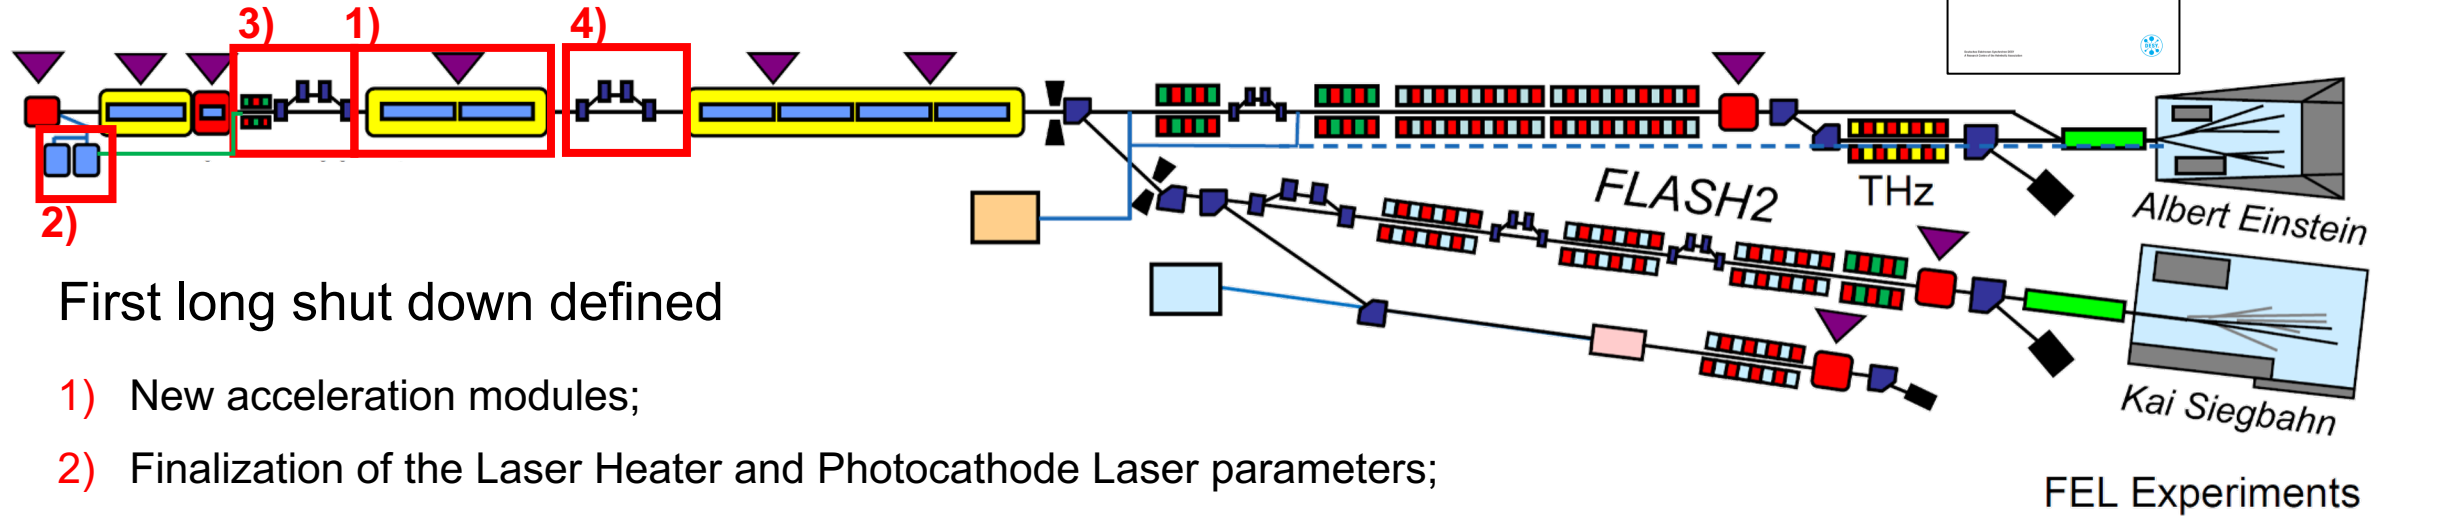 3)
1)
4)
2)
FLASH2
THz
Albert Einstein
Kai Siegbahn
FEL Experiments
First long shut down defined
1) New acceleration modules;
2) Finalization of the Laser Heater and Photocathode Laser parameters;